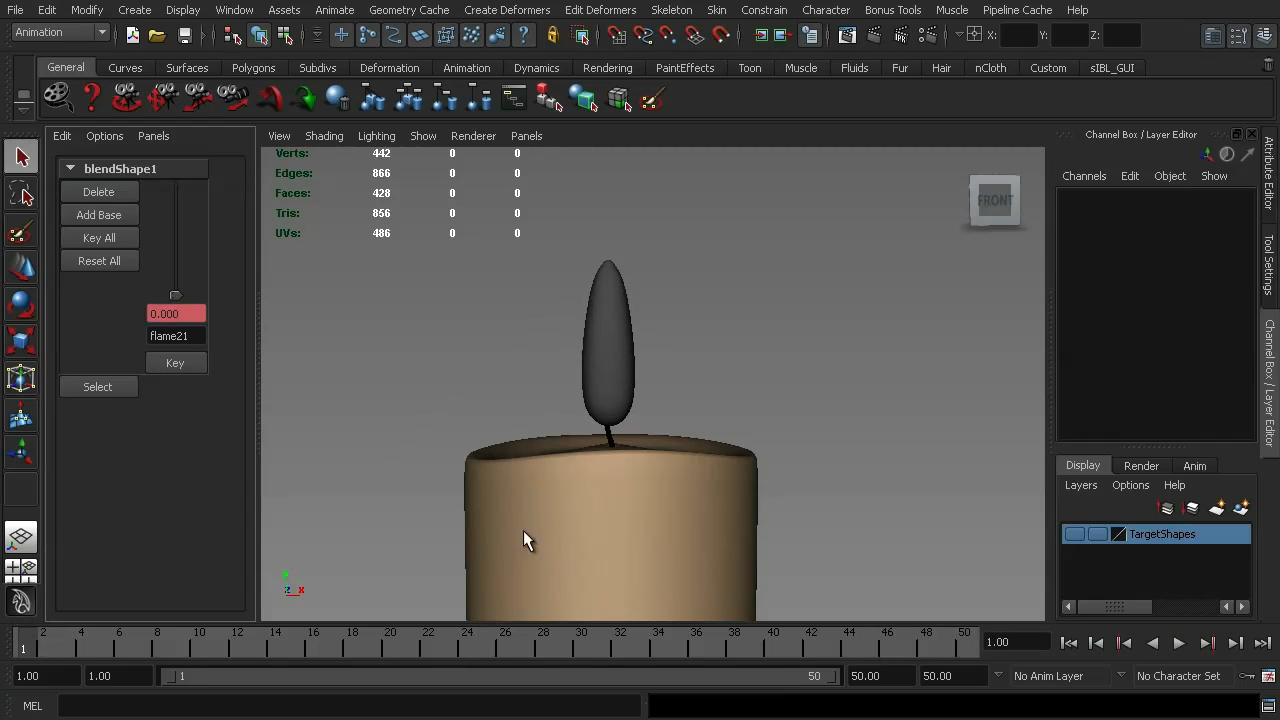 File Edit Modify Create Display Window Assets Animate Geometry Cache Create Deformers Edit Deformers Skeleton Skin Constrain Character Bonus Tools Muscle Pipeline Cache Help
Animation X: Y: Z:
General Curves Surfaces Polygons Subdivs Deformation Animation Dynamics Rendering PaintEffects Toon Muscle Fluids Fur Hair nCloth Custom sIBL_GUI
Edit Options Panels
View Shading Lighting Show Renderer Panels
Channel Box / Layer Editor
Channels Edit Object Show
blendShape1
Delete
Add Base
Key All
Reset All
0.000
flame21
Key
Select
Verts: 442 0 0
Edges: 866 0 0
Faces: 428 0 0
Tris: 856 0 0
UVs: 486 0 0
FRONT
y
z x
Attribute Editor
Tool Settings
Channel Box / Layer Editor
Display Render Anim
Layers Options Help
TargetShapes
1 2 4 6 8 10 12 14 16 18 20 22 24 26 28 30 32 34 36 38 40 42 44 46 48 50 1.00
1.00 1.00 1 50 50.00 50.00 No Anim Layer No Character Set
MEL